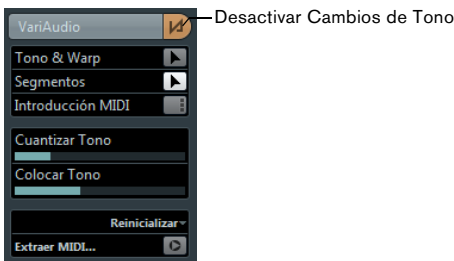 VariAudio
Desactivar Cambios de Tono
Tono & Warp
Segmentos
Introducción MIDI
Cuantizar Tono
Colocar Tono
Reinicializar
Extraer MIDI...